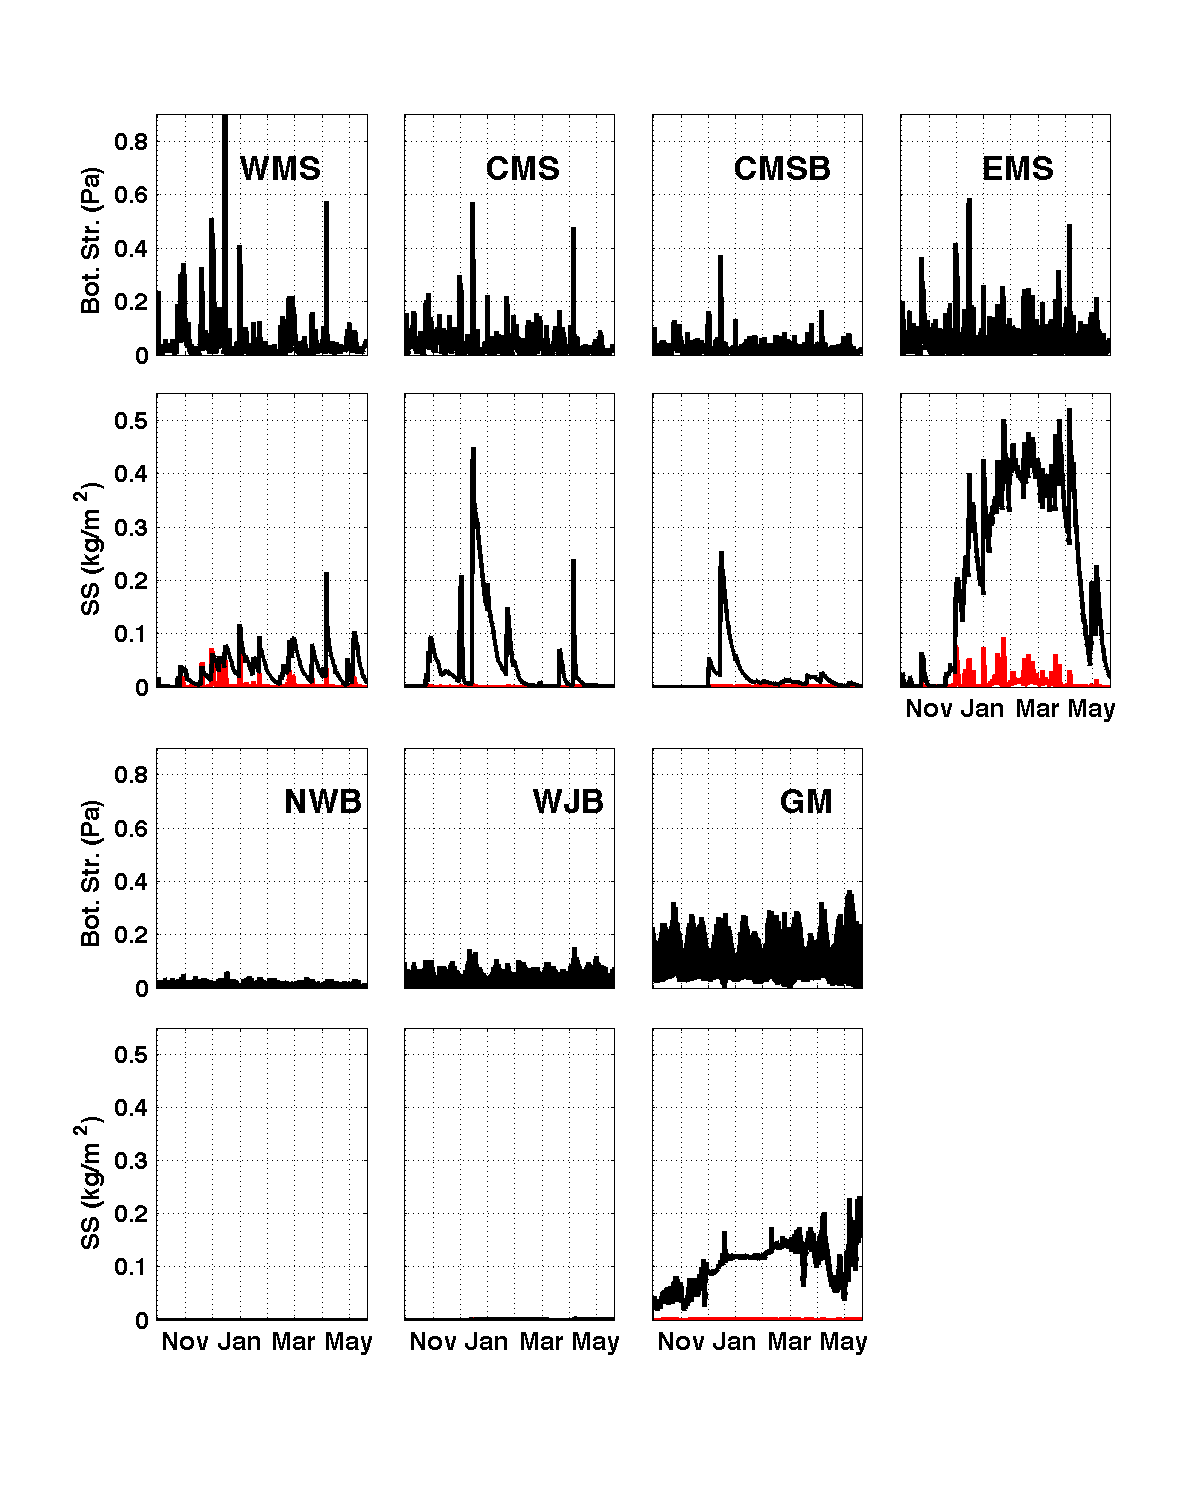 WMS CMS CMSB EMS
Bot. Str. (Pa)
0.8
0.6
0.4
0.2
0
SS (kg/m 2)
0.5
0.4
0.3
0.2
0.1
0
Nov Jan Mar May
NWB WJB GM
Bot. Str. (Pa)
0.8
0.6
0.4
0.2
0
SS (kg/m 2)
0.5
0.4
0.3
0.2
0.1
0
Nov Jan Mar May Nov Jan Mar May Nov Jan Mar May